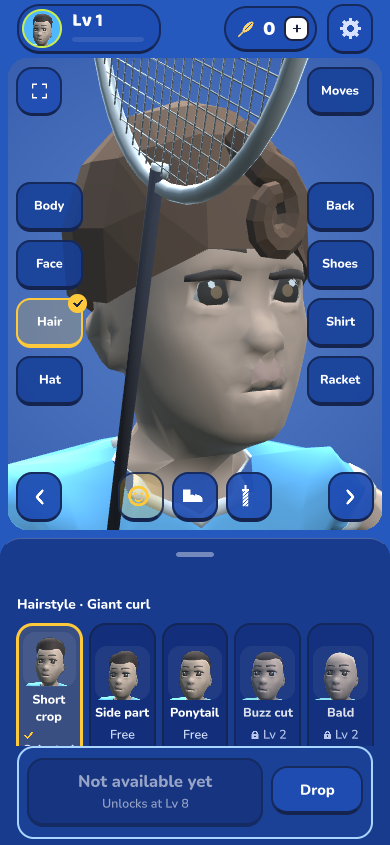 Lv 1
0
+
Moves
Body
Back
Face
Shoes
Hair
Shirt
Hat
Racket
Hairstyle · Giant curl
Short crop
Side part
Free
Ponytail
Free
Buzz cut
Lv 2
Bald
Lv 2
Not available yet
Unlocks at Lv 8
Drop